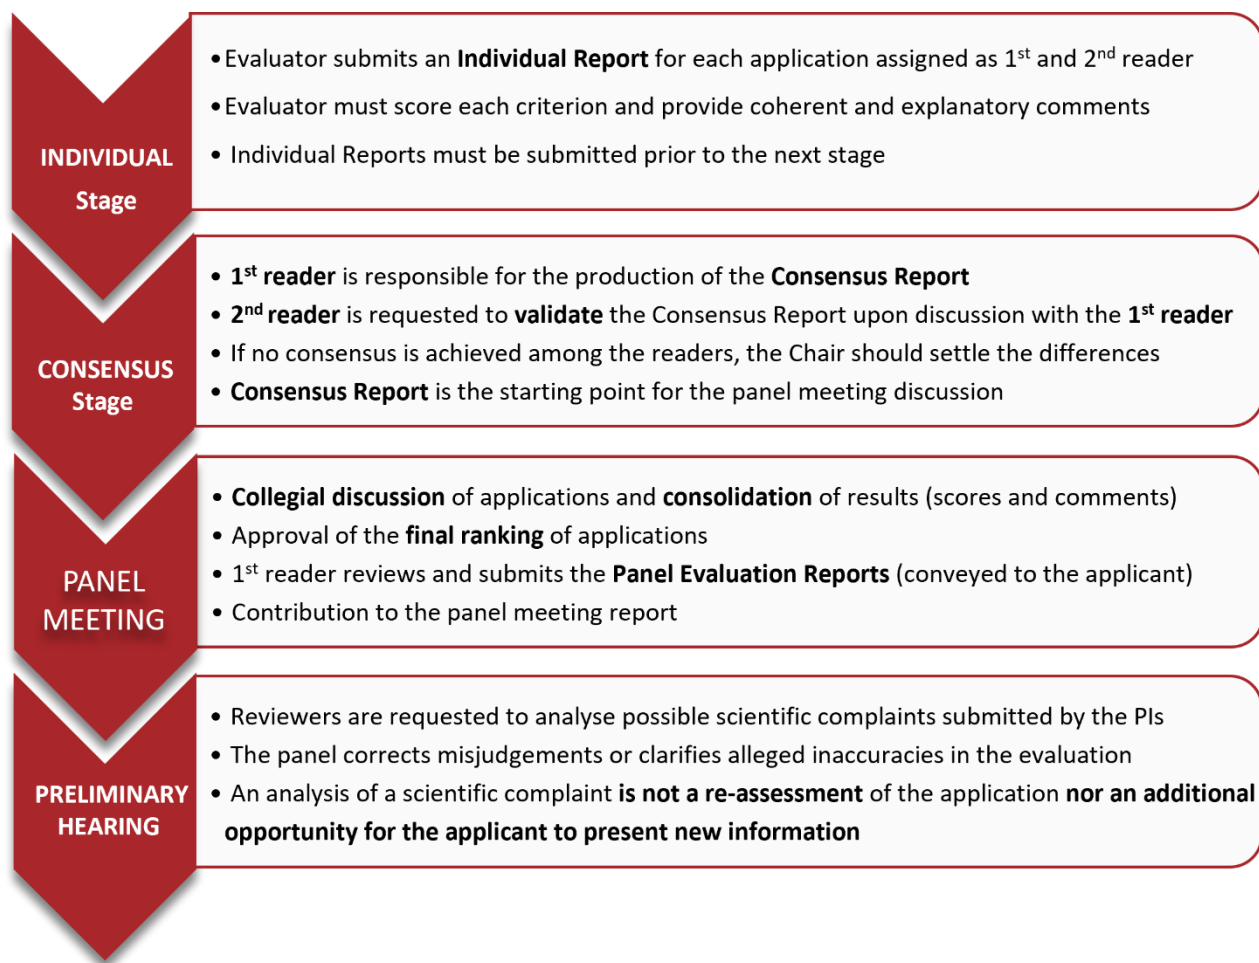 INDIVIDUAL
Stage
•Evaluator submits an Individual Report for each application assigned as 1st and 2nd reader
•Evaluator must score each criterion and provide coherent and explanatory comments
• Individual Reports must be submitted prior to the next stage
CONSENSUS
Stage
• 1st reader is responsible for the production of the Consensus Report
• 2nd reader is requested to validate the Consensus Report upon discussion with the 1st reader
• If no consensus is achieved among the readers, the Chair should settle the differences
• Consensus Report is the starting point for the panel meeting discussion
PANEL
MEETING
• Collegial discussion of applications and consolidation of results (scores and comments)
• Approval of the final ranking of applications
• 1st reader reviews and submits the Panel Evaluation Reports (conveyed to the applicant)
• Contribution to the panel meeting report
PRELIMINARY
HEARING
• Reviewers are requested to analyse possible scientific complaints submitted by the PIs
• The panel corrects misjudgements or clarifies alleged inaccuracies in the evaluation
• An analysis of a scientific complaint is not a re-assessment of the application nor an additional
opportunity for the applicant to present new information